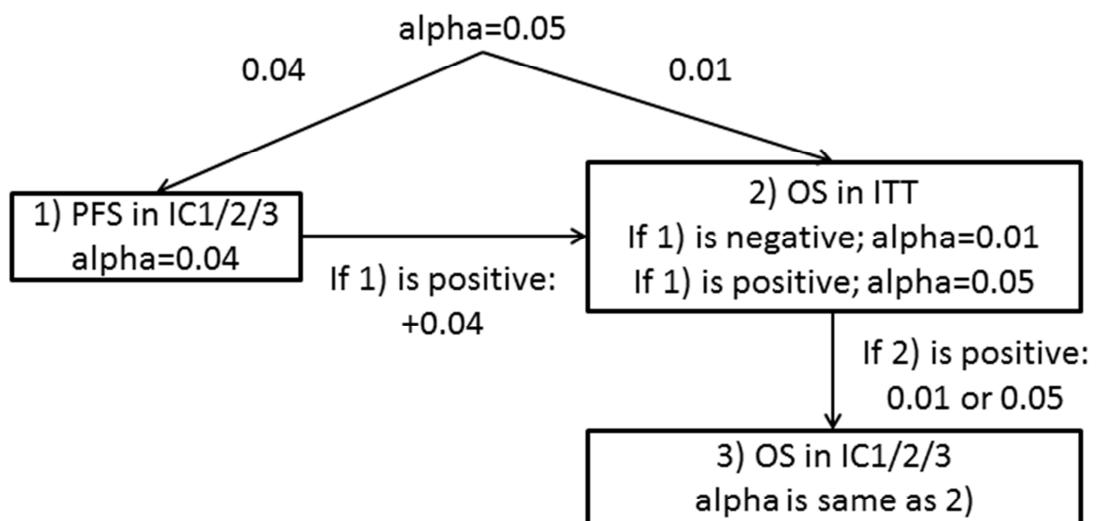 alpha=0.05
0.04
0.01
1) PFS in IC1/2/3
alpha=0.04
If 1) is positive:
+0.04
2) OS in ITT
If 1) is negative; alpha=0.01
If 1) is positive; alpha=0.05
If 2) is positive:
0.01 or 0.05
3) OS in IC1/2/3
alpha is same as 2)